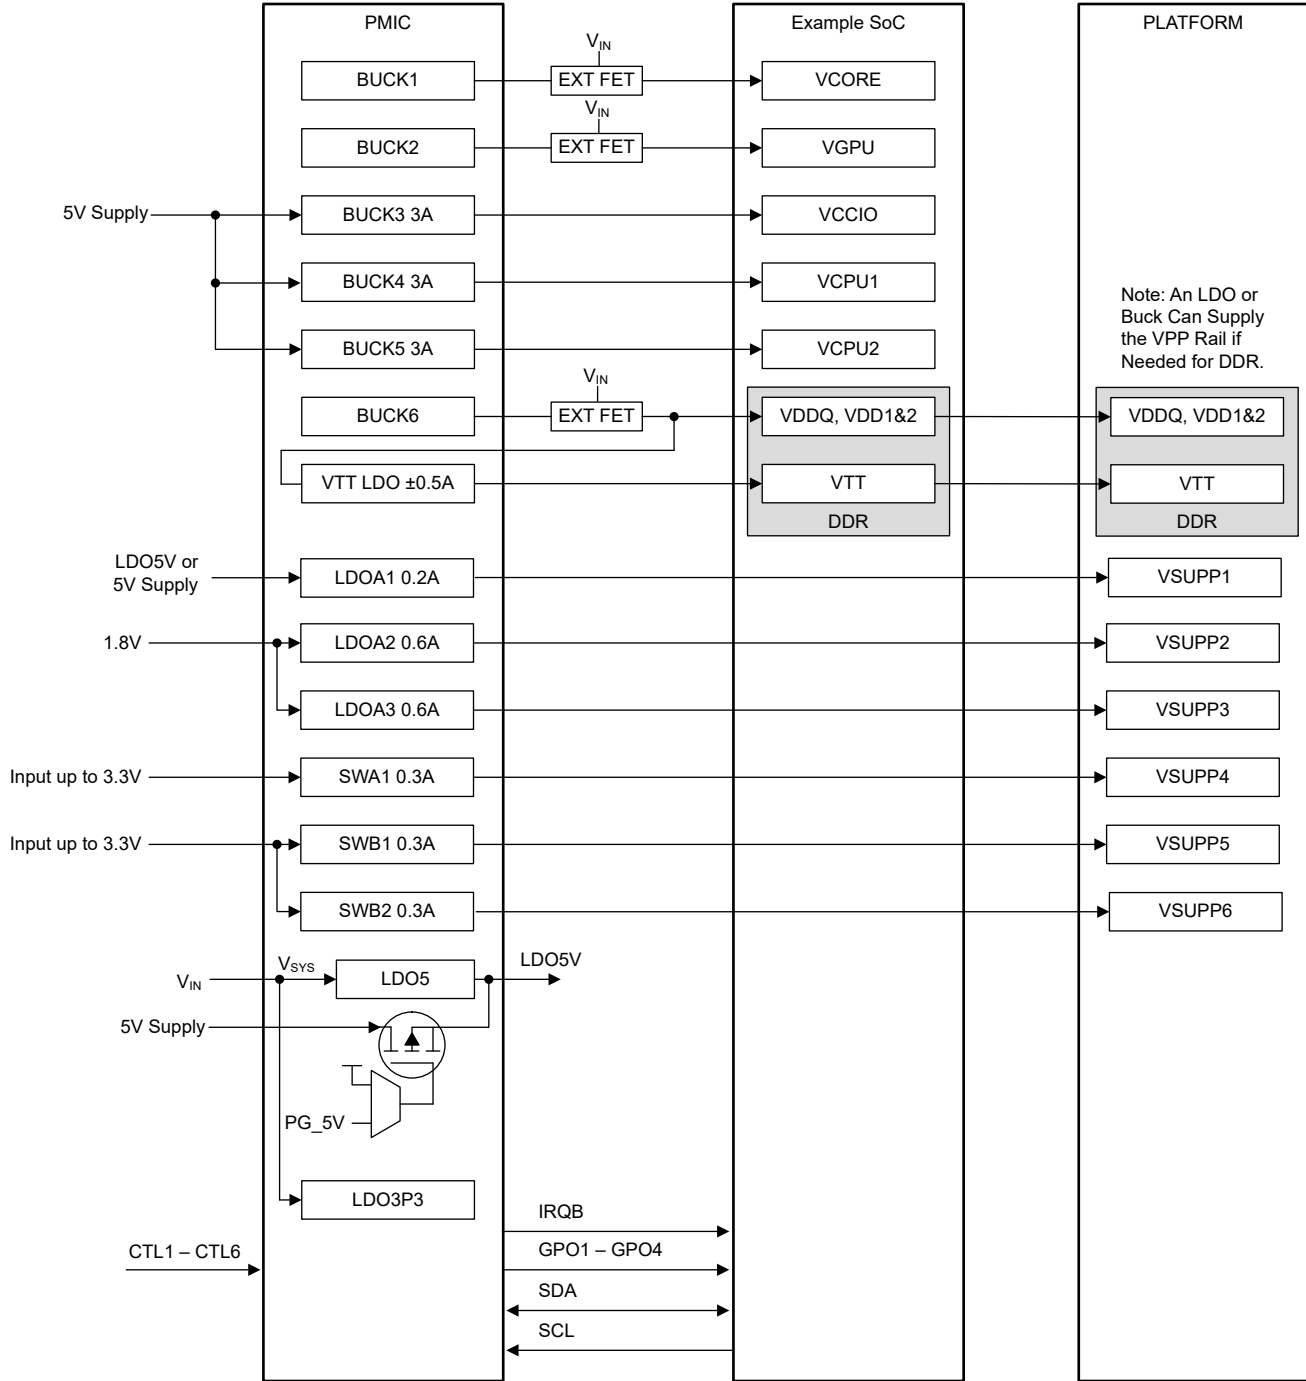 PMIC
Example SoC
PLATFORM
VIN
BUCK1
EXT FET
VCORE
VIN
BUCK2
EXT FET
VGPU
5V Supply
BUCK3 3A
VCCIO
BUCK4 3A
VCPU1
Note: An LDO or
Buck Can Supply
the VPP Rail if
Needed for DDR.
BUCK5 3A
VCPU2
VIN
BUCK6
EXT FET
VDDQ, VDD1&2
VDDQ, VDD1&2
VTT LDO ±0.5A
VTT
VTT
DDR
DDR
LDO5V or
5V Supply
LDOA1 0.2A
VSUPP1
1.8V
LDOA2 0.6A
VSUPP2
LDOA3 0.6A
VSUPP3
Input up to 3.3V
SWA1 0.3A
VSUPP4
Input up to 3.3V
SWB1 0.3A
VSUPP5
SWB2 0.3A
VSUPP6
VIN
VSYS
LDO5
LDO5V
5V Supply
PG_5V
LDO3P3
IRQB
CTL1 – CTL6
GPO1 – GPO4
SDA
SCL